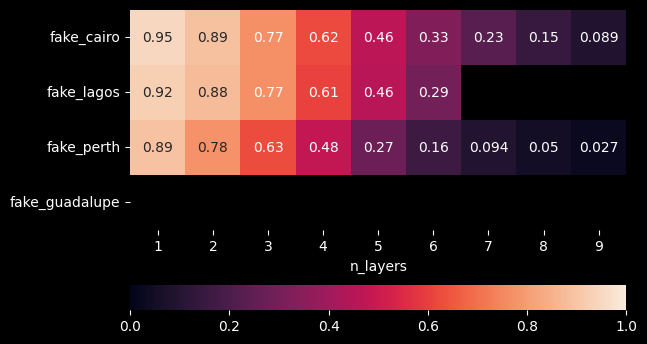 fake_cairo 0.95 0.89 0.77 0.62 0.46 0.33 0.23 0.15 0.089
fake_lagos 0.92 0.88 0.77 0.61 0.46 0.29
fake_perth 0.89 0.78 0.63 0.48 0.27 0.16 0.094 0.05 0.027
fake_guadalupe
1 2 3 4 5 6 7 8 9
n_layers
0.0 0.2 0.4 0.6 0.8 1.0